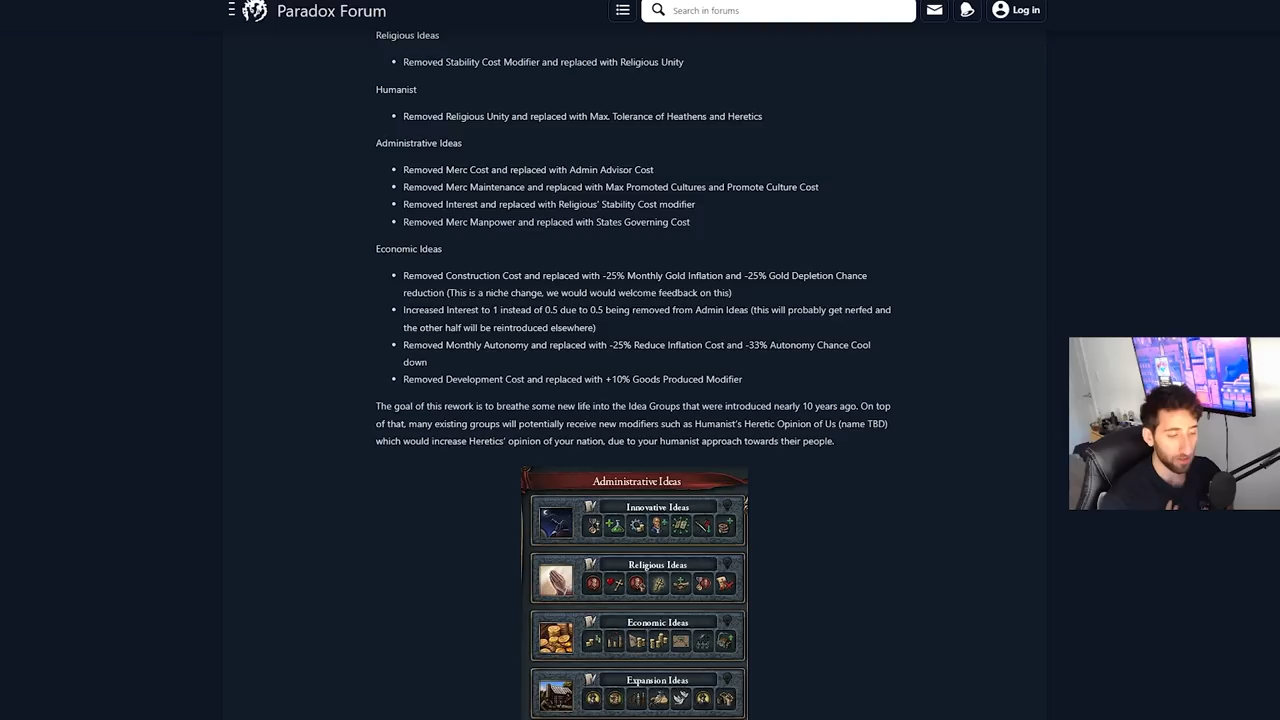 Paradox Forum
Search in forums
Log in
Religious Ideas
Removed Stability Cost Modifier and replaced with Religious Unity
Humanist
Removed Religious Unity and replaced with Max. Tolerance of Heathens and Heretics
Administrative Ideas
Removed Merc Cost and replaced with Admin Advisor Cost
Removed Merc Maintenance and replaced with Max Promoted Cultures and Promote Culture Cost
Removed Interest and replaced with Religious' Stability Cost modifier
Removed Merc Manpower and replaced with States Governing Cost
Economic Ideas
Removed Construction Cost and replaced with -25% Monthly Gold Inflation and -25% Gold Depletion Chance
reduction (This is a niche change, we would would welcome feedback on this)
Increased Interest to 1 instead of 0.5 due to 0.5 being removed from Admin Ideas (this will probably get nerfed and
the other half will be reintroduced elsewhere)
Removed Monthly Autonomy and replaced with -25% Reduce Inflation Cost and -33% Autonomy Chance Cool
down
Removed Development Cost and replaced with +10% Goods Produced Modifier
The goal of this rework is to breathe some new life into the Idea Groups that were introduced nearly 10 years ago. On top
of that, many existing groups will potentially receive new modifiers such as Humanist's Heretic Opinion of Us (name TBD)
which would increase Heretics' opinion of your nation, due to your humanist approach towards their people.
Administrative Ideas
Innovative Ideas
Religious Ideas
Economic Ideas
Expansion Ideas